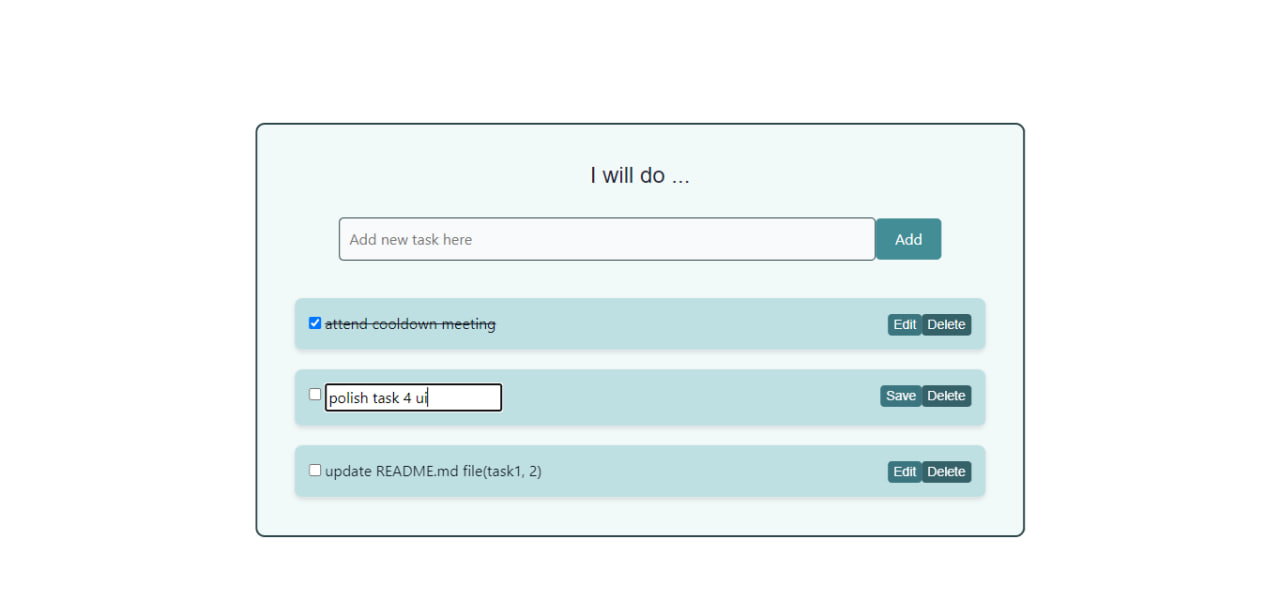 I will do ...
Add new task here Add
attend cooldown meeting Edit Delete
polish task 4 ui Save Delete
update README.md file(task1, 2) Edit Delete